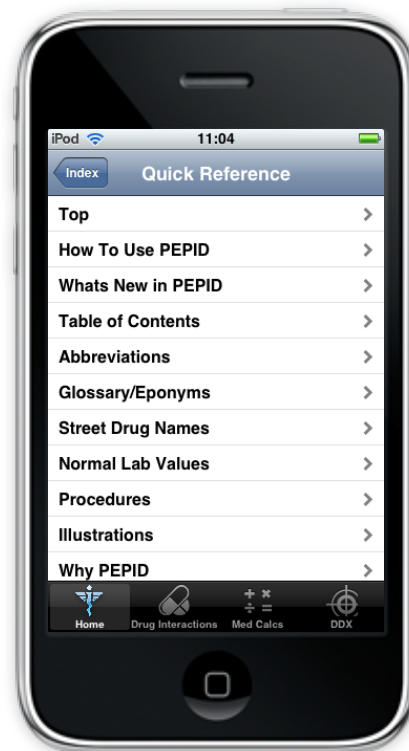 iPod 11:04
Index Quick Reference
Top
How To Use PEPID
Whats New in PEPID
Table of Contents
Abbreviations
Glossary/Eponyms
Street Drug Names
Normal Lab Values
Procedures
Illustrations
Why PEPID
Home Drug Interactions Med Calcs DDX